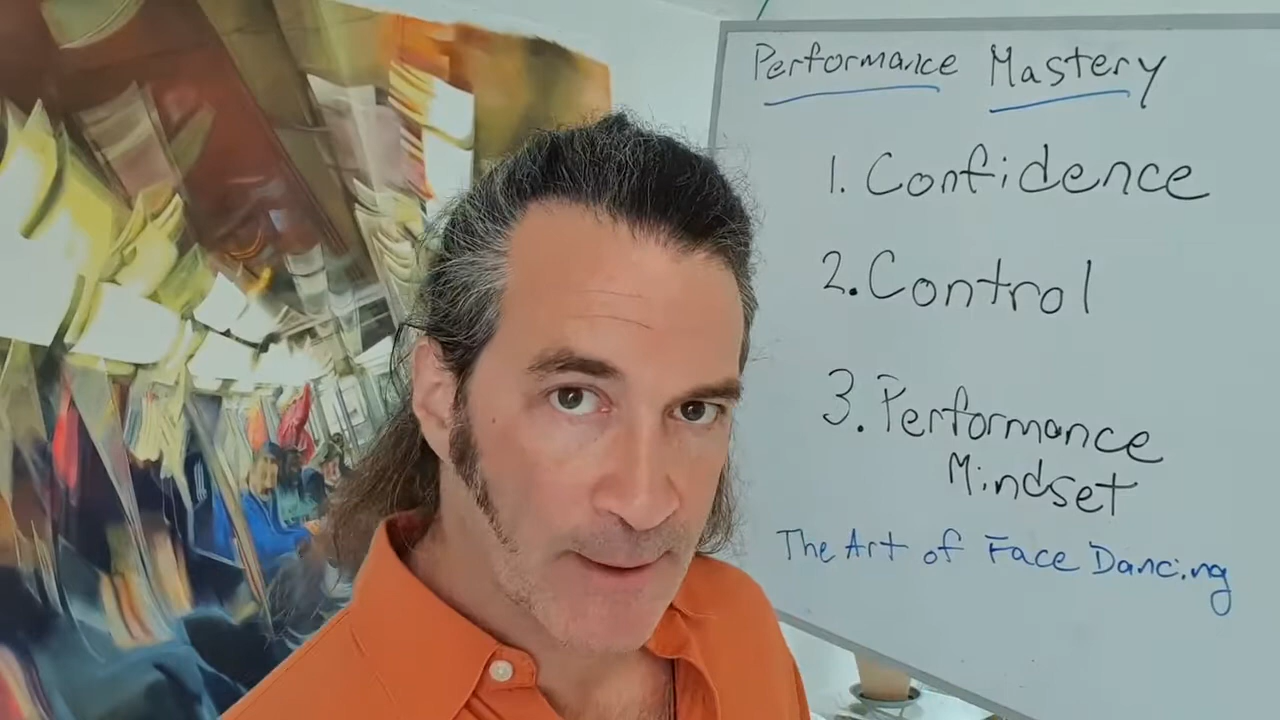 Performance Mastery
1. Confidence
2. Control
3. Performance
Mindset
The Art of Face Dancing